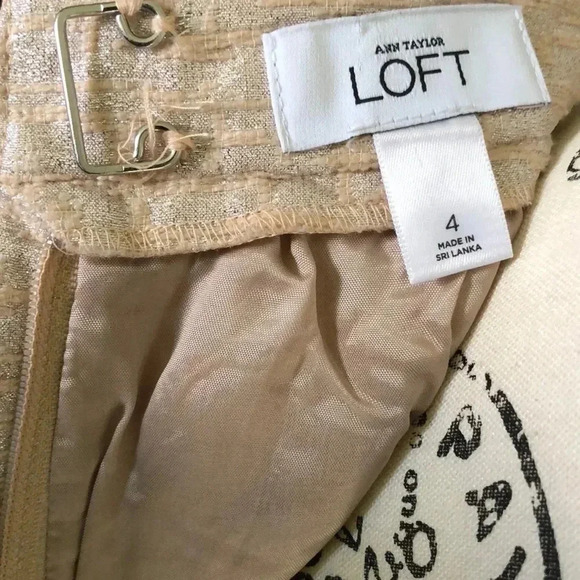 ANN TAYLOR
LOFT
4
MADE IN
SRI LANKA